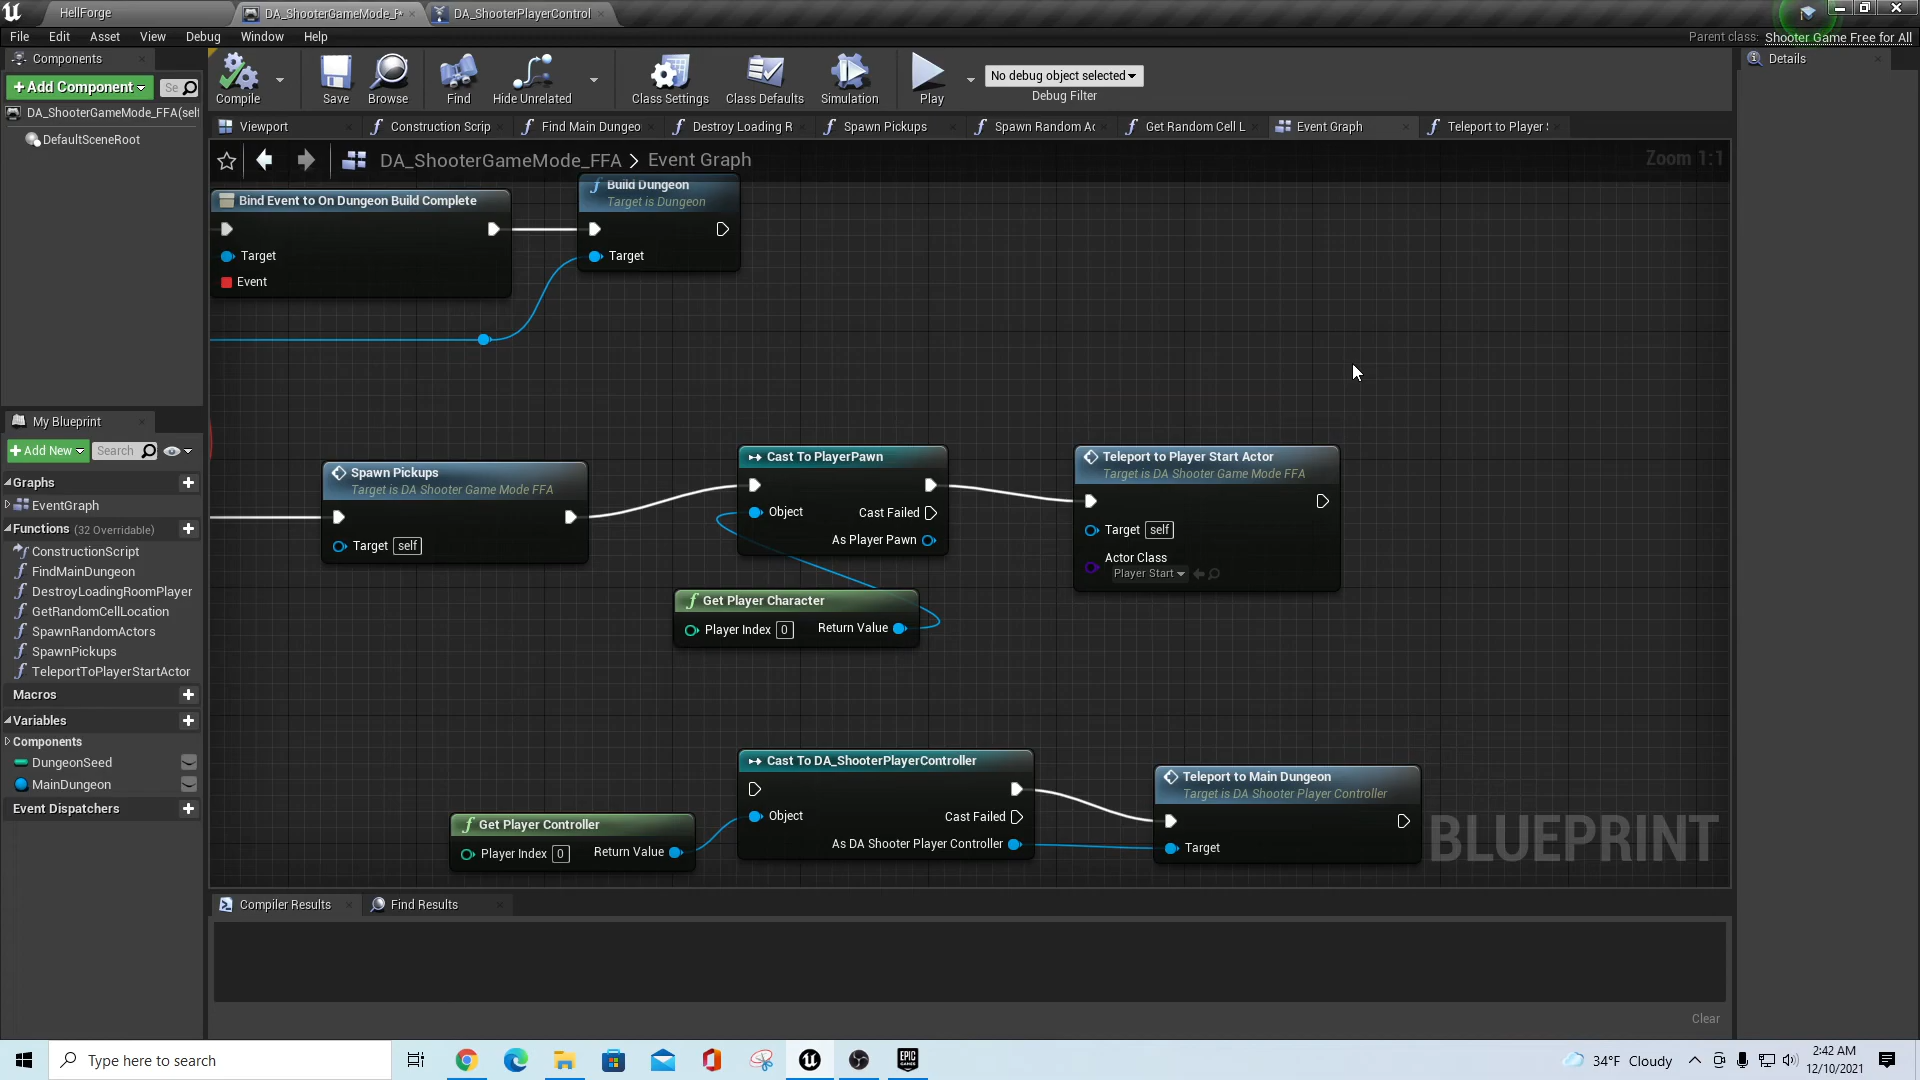 HellForge
DA_ShooterGameMode_F
DA_ShooterPlayerControl
File
Edit
Asset
View
Debug
Window
Help
Parent class: Shooter Game Free for All
Components
+Add Component
Se
DA_ShooterGameMode_FFA(self
DefaultSceneRoot
Compile
Save
Browse
Find
Hide Unrelated
Class Settings
Class Defaults
Simulation
Play
No debug object selected
Debug Filter
Details
Viewport
Construction Scrip
Find Main Dungeo
Destroy Loading R
Spawn Pickups
Spawn Random Ac
Get Random Cell L
Event Graph
Teleport to Player S
DA_ShooterGameMode_FFA > Event Graph
Zoom 1:1
Bind Event to On Dungeon Build Complete
Target
Event
Build Dungeon
Target is Dungeon
Target
Spawn Pickups
Target is DA Shooter Game Mode FFA
Target self
Cast To PlayerPawn
Object
Cast Failed
As Player Pawn
Get Player Character
Player Index 0
Return Value
Teleport to Player Start Actor
Target is DA Shooter Game Mode FFA
Target self
Actor Class
Player Start
Get Player Controller
Player Index 0
Return Value
Cast To DA_ShooterPlayerController
Object
Cast Failed
As DA Shooter Player Controller
Teleport to Main Dungeon
Target is DA Shooter Player Controller
Target
BLUEPRINT
My Blueprint
+Add New
Search
Graphs
EventGraph
Functions (32 Overridable)
ConstructionScript
FindMainDungeon
DestroyLoadingRoomPlayer
GetRandomCellLocation
SpawnRandomActors
SpawnPickups
TeleportToPlayerStartActor
Macros
Variables
Components
DungeonSeed
MainDungeon
Event Dispatchers
Compiler Results
Find Results
Clear
Type here to search
EPIC
GAMES
34°F Cloudy
2:42 AM
12/10/2021